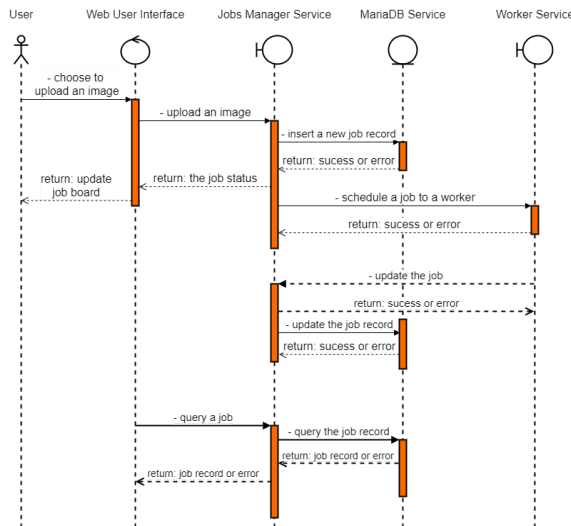 User
Web User Interface
Jobs Manager Service
MariaDB Service
Worker Service
- choose to
upload an image
- upload an image
- insert a new job record
return: sucess or error
return: update
job board
return: the job status
- schedule a job to a worker
return: sucess or error
- update the job
return: sucess or error
- update the job record
return: sucess or error
- query a job
- query the job record
return: job record or error
return: job record or error